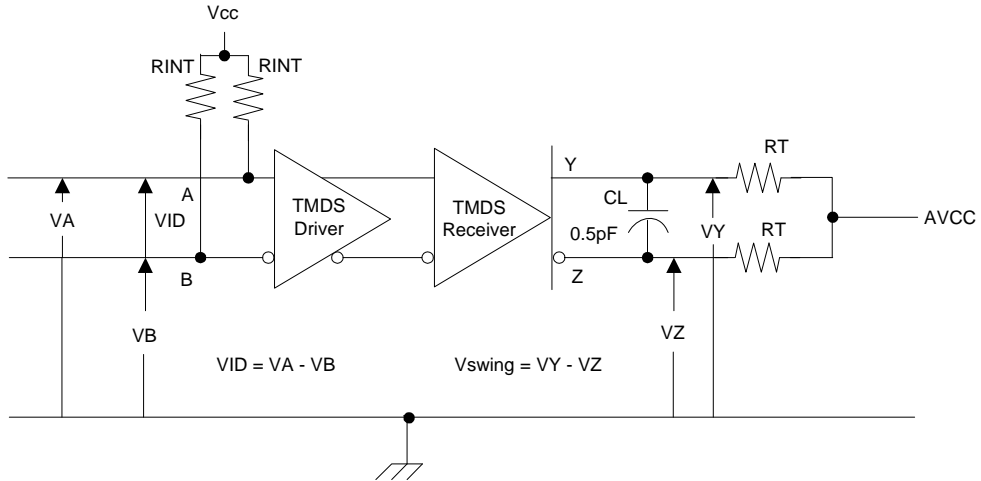 Vcc
RINT
RINT
RT
Y
A
CL
TMDS
Driver
TMDS
Receiver
VA
VID
0.5pF
VY
AVCC
RT
B
Z
VB
VZ
VID = VA - VB
Vswing = VY - VZ